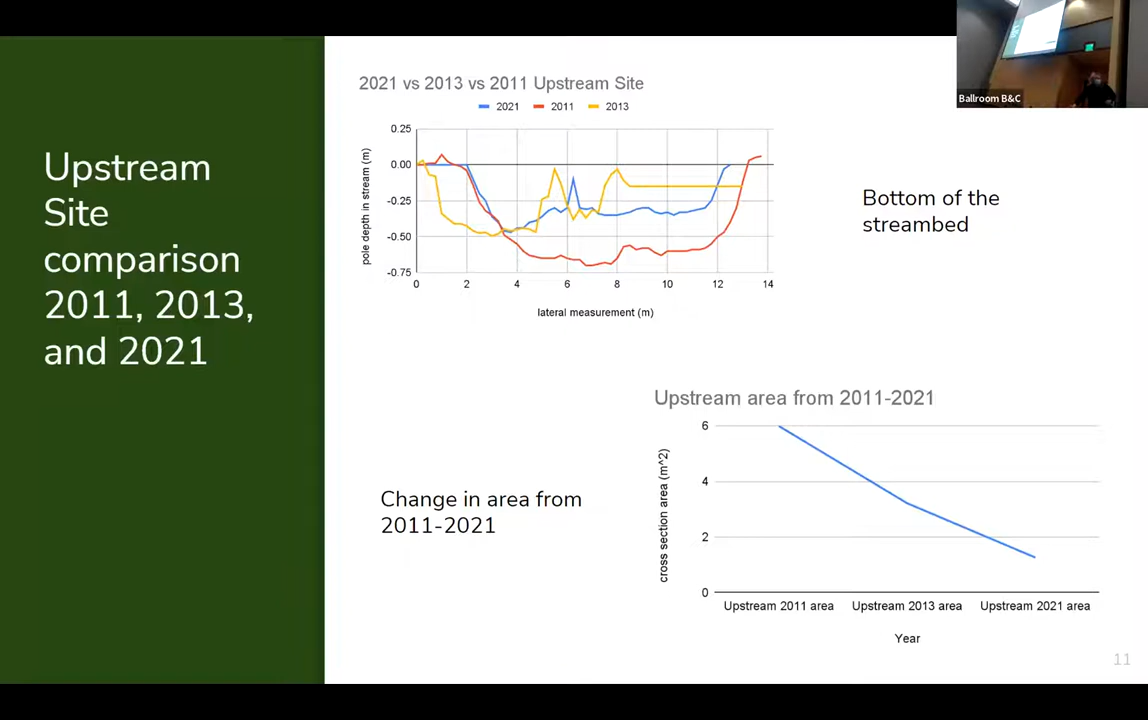 Upstream
Site
comparison
2011, 2013,
and 2021
2021 vs 2013 vs 2011 Upstream Site
2021 2011 2013
pole depth in stream (m)
0.25
0.00
-0.25
-0.50
-0.75
0 2 4 6 8 10 12 14
lateral measurement (m)
Ballroom B&C
Bottom of the
streambed
Change in area from
2011-2021
Upstream area from 2011-2021
cross section area (m^2)
6
4
2
0
Upstream 2011 area Upstream 2013 area Upstream 2021 area
Year
11